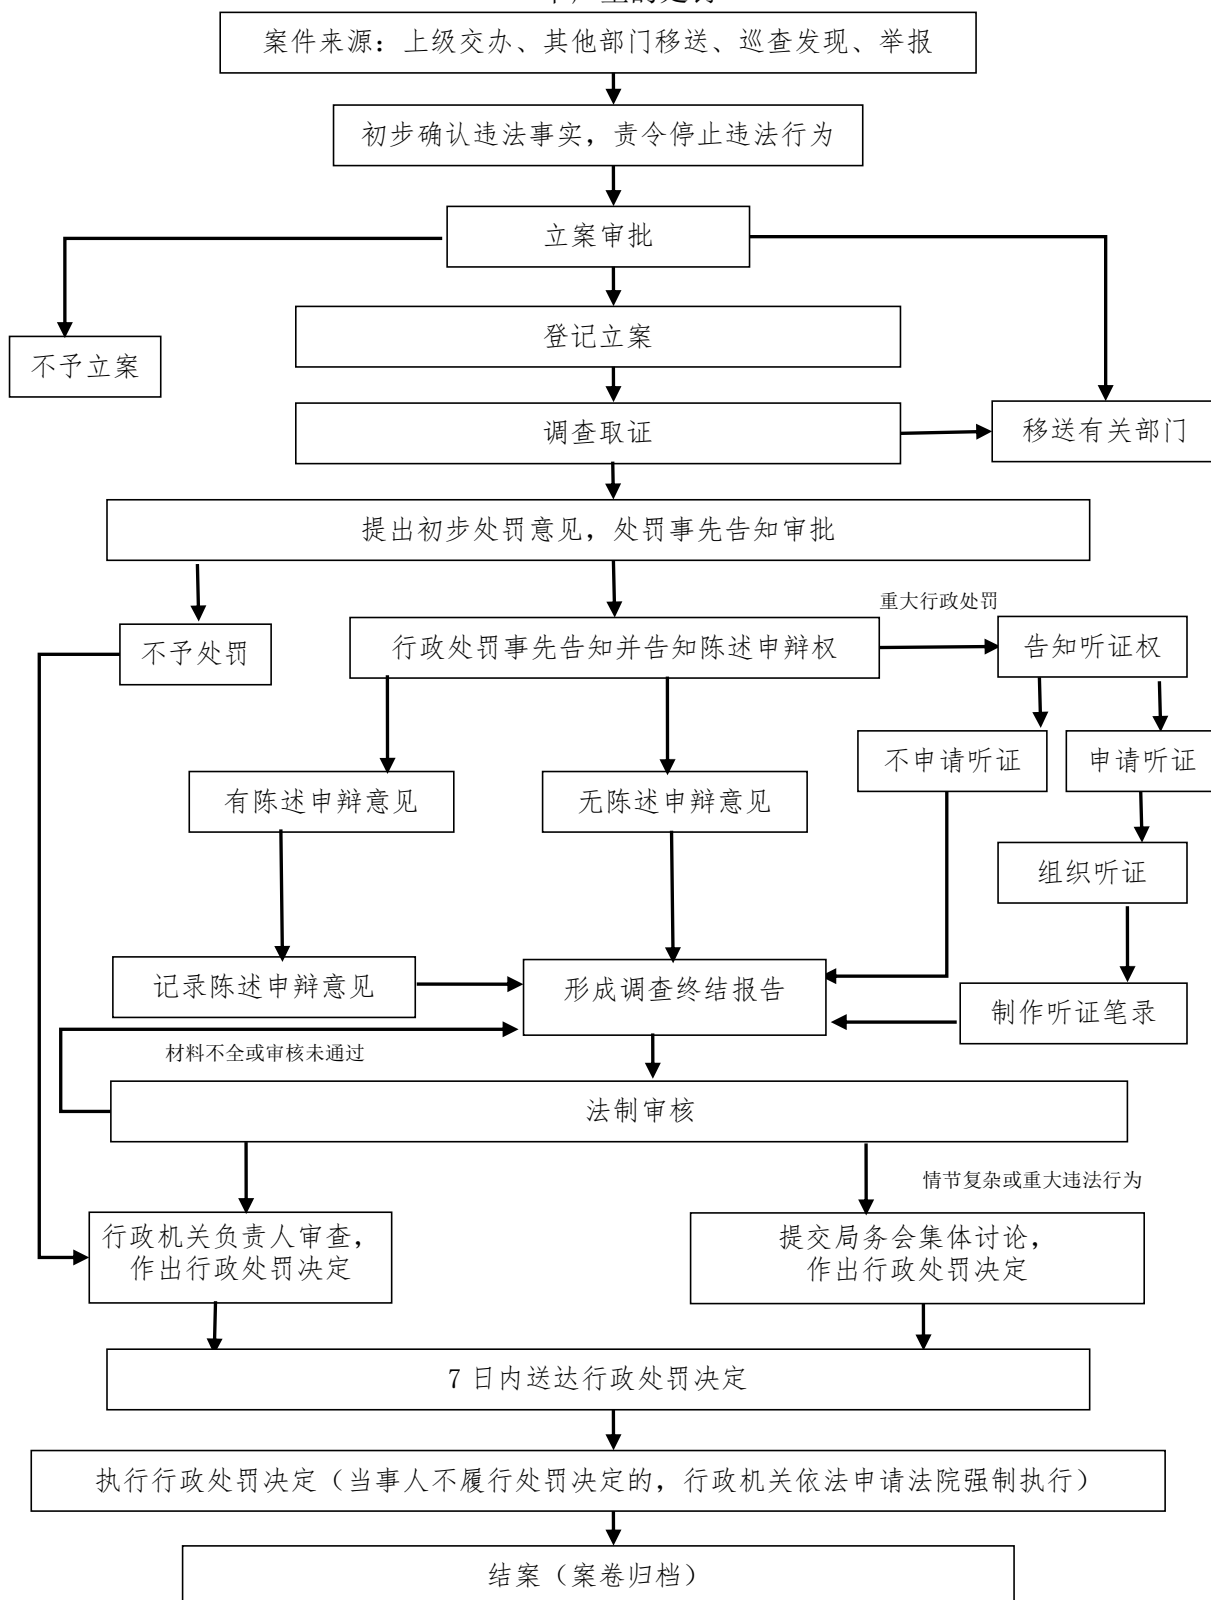 案件来源：上级交办、其他部门移送、巡查发现、举报
初步确认违法事实，责令停止违法行为
立案审批
登记立案
不予立案
调查取证
移送有关部门
提出初步处罚意见，处罚事先告知审批
重大行政处罚
不予处罚
行政处罚事先告知并告知陈述申辩权
告知听证权
不申请听证
申请听证
有陈述申辩意见
无陈述申辩意见
组织听证
记录陈述申辩意见
形成调查终结报告
制作听证笔录
材料不全或审核未通过
法制审核
情节复杂或重大违法行为
行政机关负责人审查，
作出行政处罚决定
提交局务会集体讨论，
作出行政处罚决定
7 日内送达行政处罚决定
执行行政处罚决定（当事人不履行处罚决定的，行政机关依法申请法院强制执行）
结案（案卷归档）